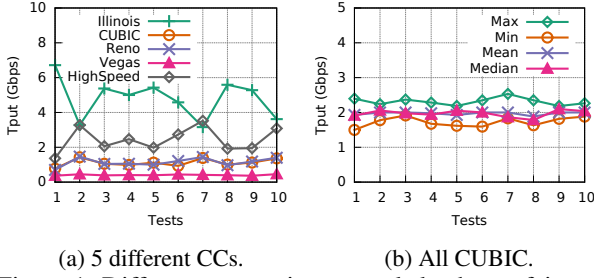 10
8
6
4
2
0
Tput (Gbps)
Illinois
CUBIC
Reno
Vegas
HighSpeed
1 2 3 4 5 6 7 8 9 10
Tests
(a) 5 different CCs.
5
4
3
2
1
0
Tput (Gbps)
Max
Min
Mean
Median
1 2 3 4 5 6 7 8 9 10
Tests
(b) All CUBIC.